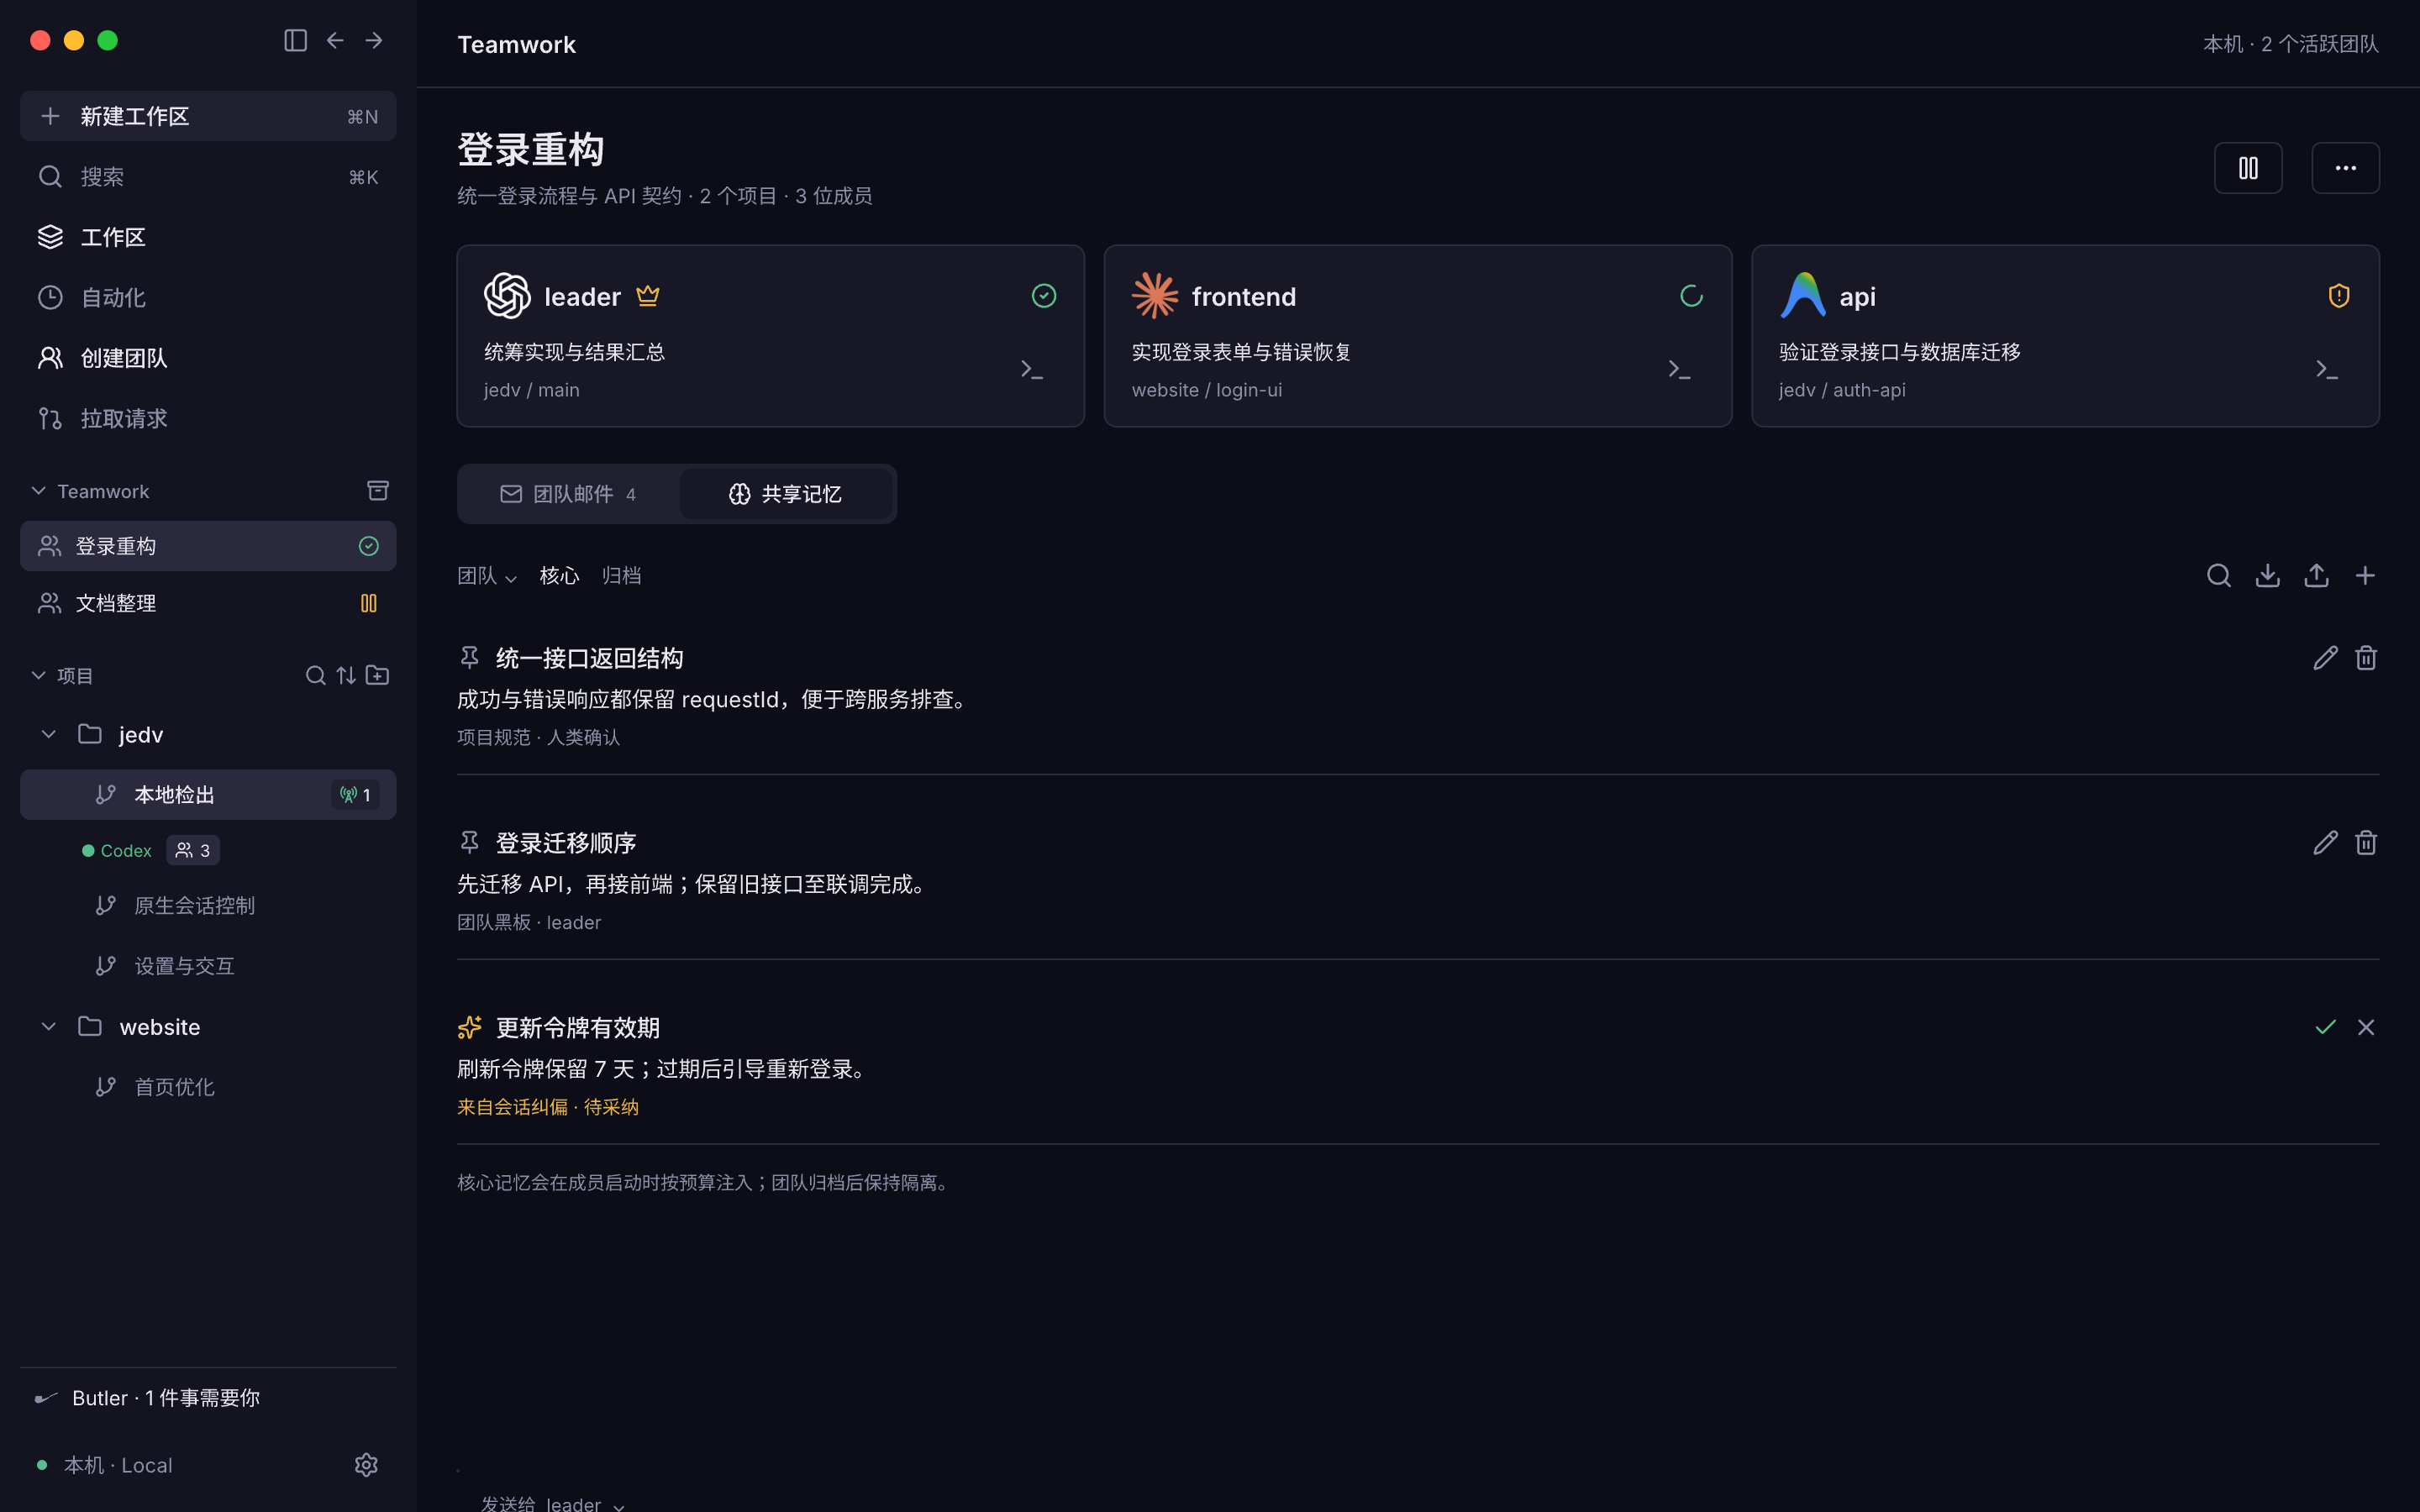 新建工作区 ⌘N
搜索 ⌘K
工作区
自动化
创建团队
拉取请求
Teamwork
登录重构
文档整理
项目
jedv
本地检出 1
Codex 3
原生会话控制
设置与交互
website
首页优化
Butler · 1 件事需要你
本机 · Local
Teamwork
本机 · 2 个活跃团队
登录重构
统一登录流程与 API 契约 · 2 个项目 · 3 位成员
leader
统筹实现与结果汇总
jedv / main
frontend
实现登录表单与错误恢复
website / login-ui
api
验证登录接口与数据库迁移
jedv / auth-api
团队邮件 4
共享记忆
团队 核心 归档
统一接口返回结构
成功与错误响应都保留 requestId，便于跨服务排查。
项目规范 · 人类确认
登录迁移顺序
先迁移 API，再接前端；保留旧接口至联调完成。
团队黑板 · leader
更新令牌有效期
刷新令牌保留 7 天；过期后引导重新登录。
来自会话纠偏 · 待采纳
核心记忆会在成员启动时按预算注入；团队归档后保持隔离。
发送给 leader